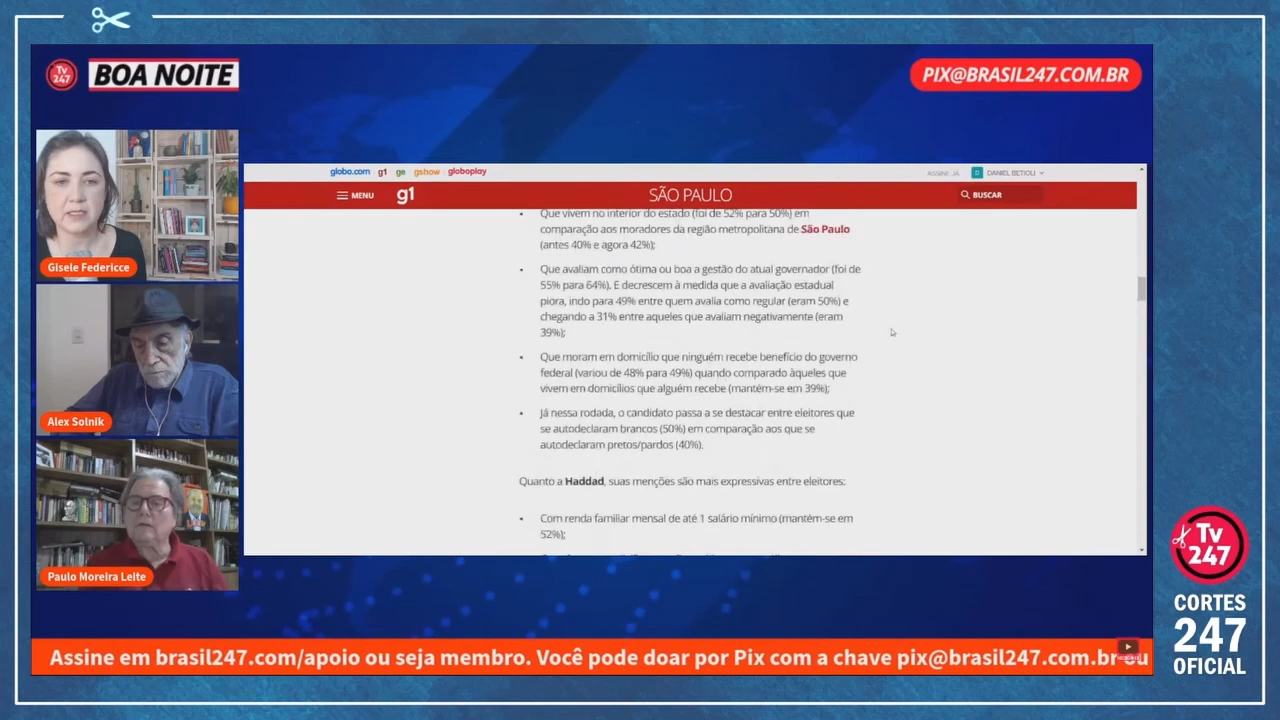 Tv
247
BOA NOITE
PIX@BRASIL247.COM.BR
Gisele Federicce
Alex Solnik
Paulo Moreira Leite
globo.com g1 ge gshow globoplay
ASSINE JÁ
D DANIEL BETIOLI
MENU
g1
SÃO PAULO
BUSCAR
Que vivem no interior do estado (foi de 52% para 50%) em
comparação aos moradores da região metropolitana de São Paulo
(antes 40% e agora 42%);
Que avaliam como ótima ou boa a gestão do atual governador (foi de
55% para 64%). E decrescem à medida que a avaliação estadual
piora, indo para 49% entre quem avalia como regular (eram 50%) e
chegando a 31% entre aqueles que avaliam negativamente (eram
39%);
Que moram em domicílio que ninguém recebe benefício do governo
federal (variou de 48% para 49%) quando comparado àqueles que
vivem em domicílios que alguém recebe (mantém-se em 39%);
Já nessa rodada, o candidato passa a se destacar entre eleitores que
se autodeclaram brancos (50%) em comparação aos que se
autodeclaram pretos/pardos (40%).
Quanto a Haddad, suas menções são mais expressivas entre eleitores:
Com renda familiar mensal de até 1 salário mínimo (mantém-se em
52%);
Assine em brasil247.com/apoio ou seja membro. Você pode doar por Pix com a chave pix@brasil247.com.br ou
Tv
247
CORTES
247
OFICIAL